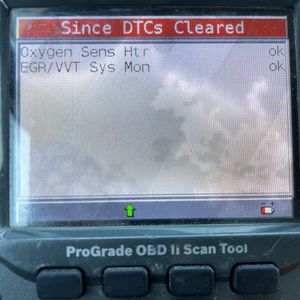 Since DTCs Cleared
Oxygen Sens Htr ok
EGR/VVT Sys Mon ok
ProGrade OBD II Scan Tool